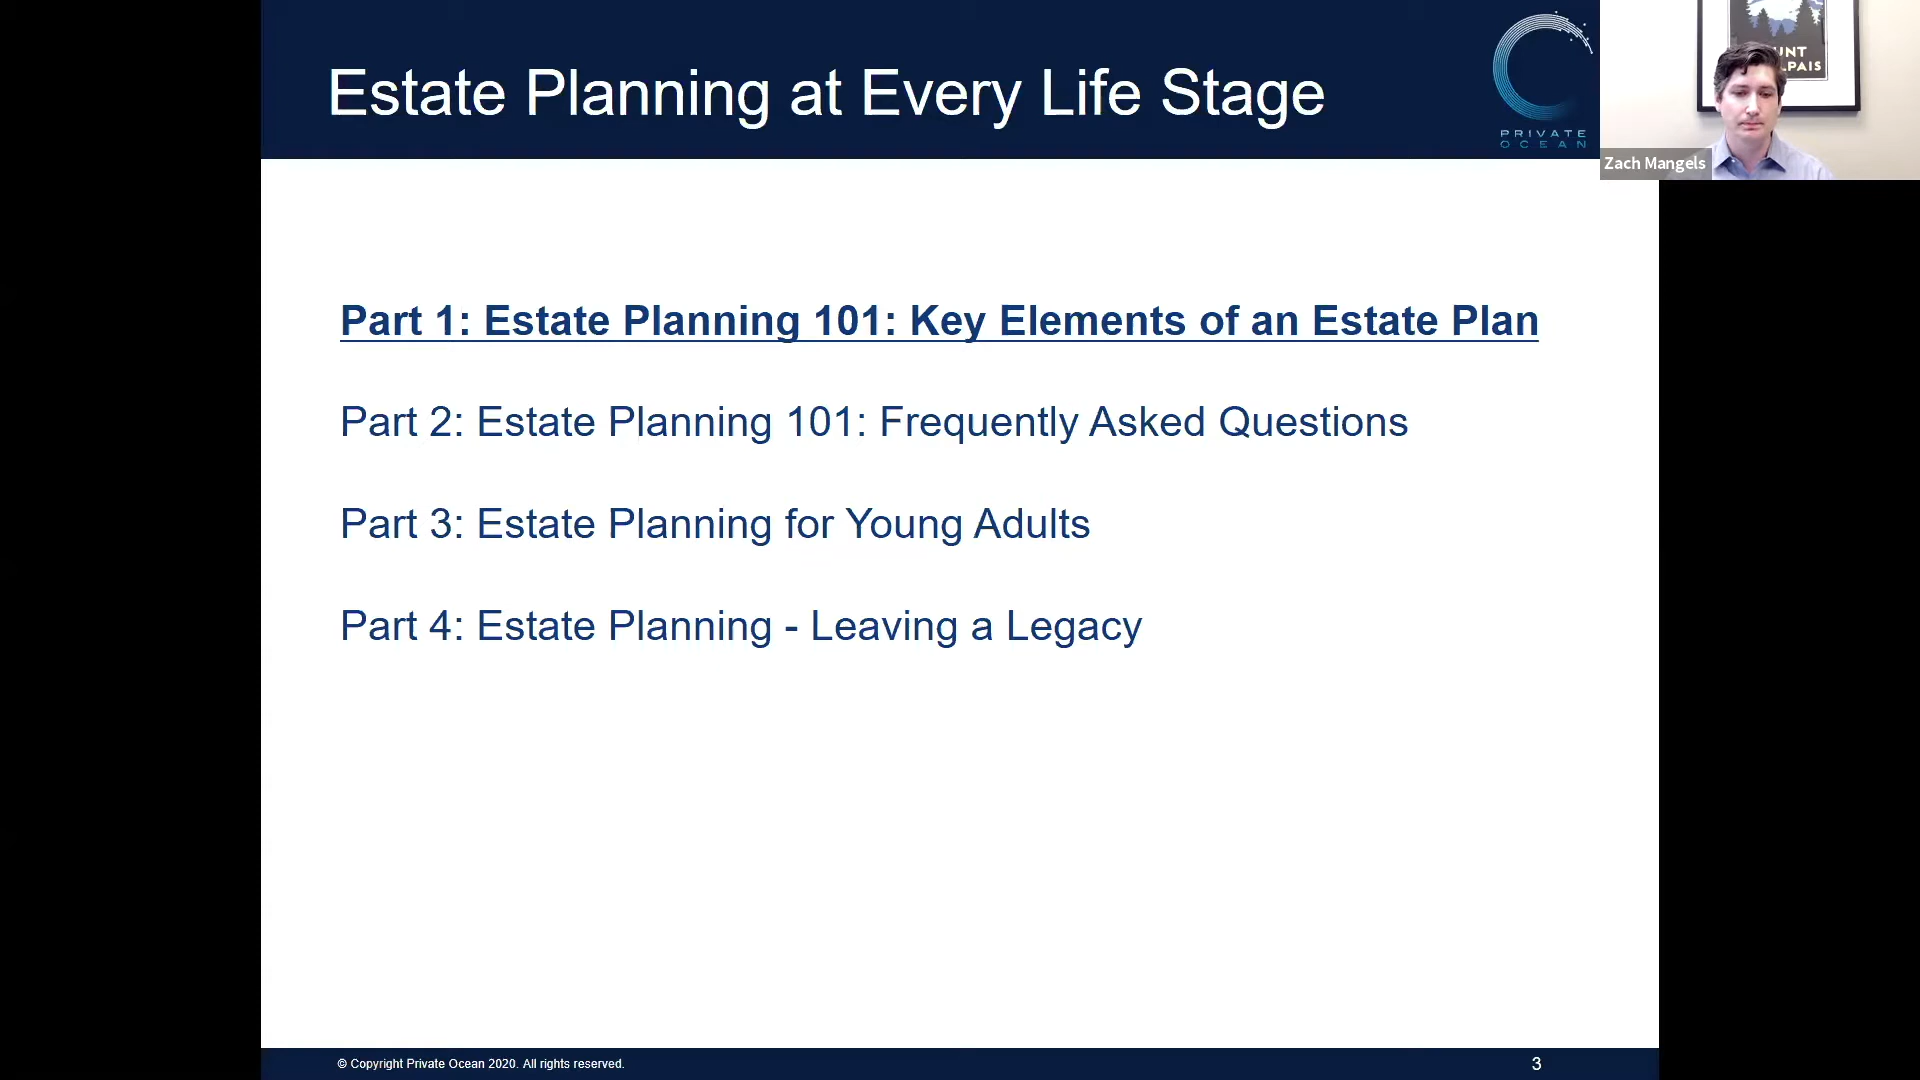 Estate Planning at Every Life Stage
PRIVATE
OCEAN
UNT
LPAIS
Zach Mangels
Part 1: Estate Planning 101: Key Elements of an Estate Plan
Part 2: Estate Planning 101: Frequently Asked Questions
Part 3: Estate Planning for Young Adults
Part 4: Estate Planning - Leaving a Legacy
© Copyright Private Ocean 2020. All rights reserved.
3